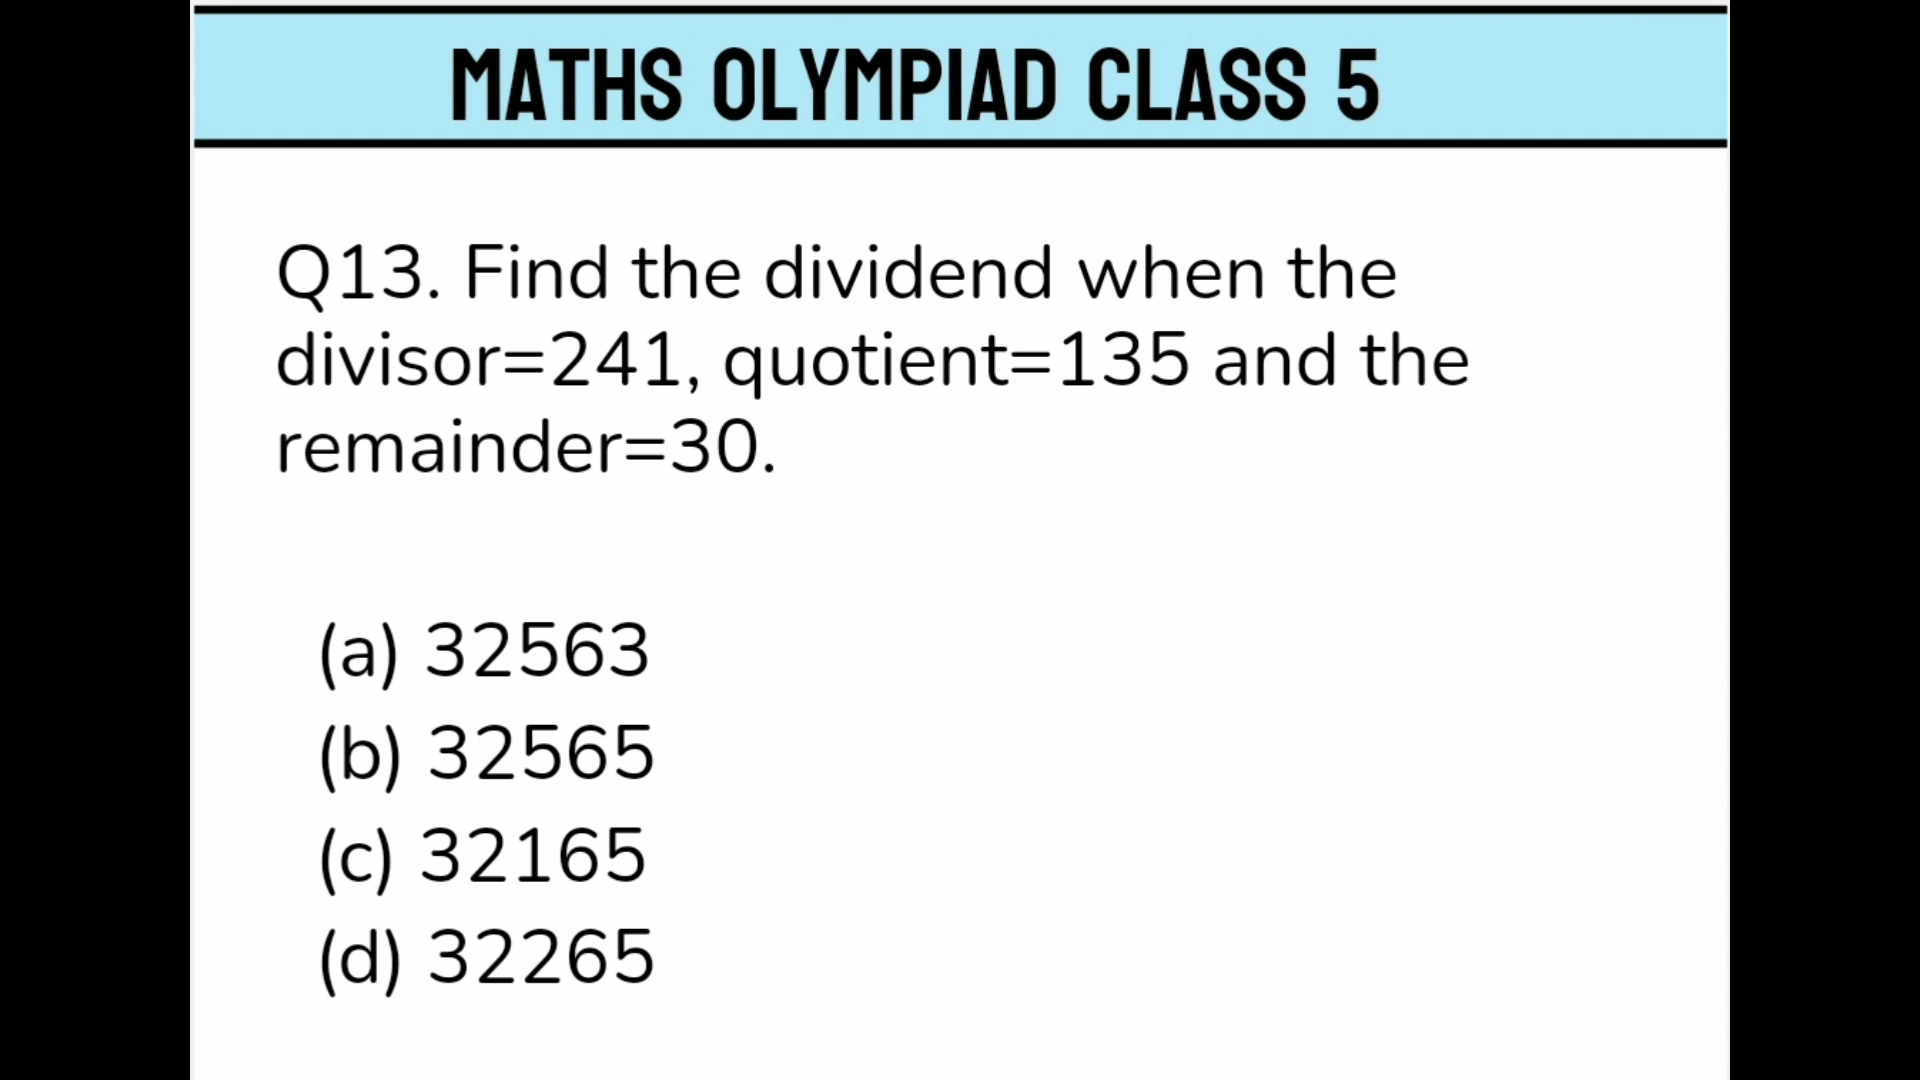 MATHS OLYMPIAD CLASS 5
Q13. Find the dividend when the
divisor=241, quotient=135 and the
remainder=30.
(a) 32563
(b) 32565
(c) 32165
(d) 32265